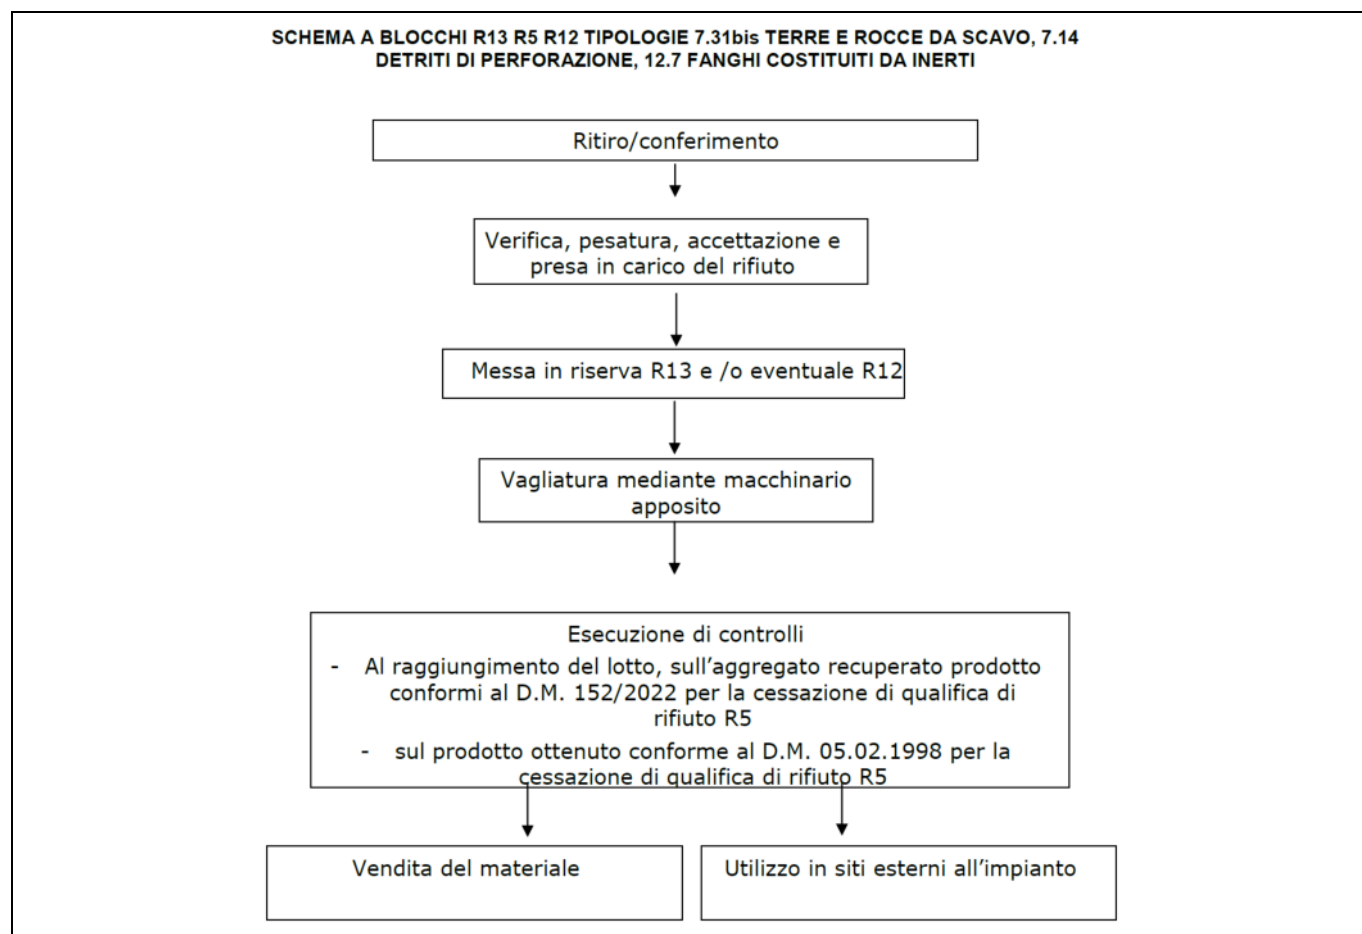 SCHEMA A BLOCCHI R13 R5 R12 TIPOLOGIE 7.31bis TERRE E ROCCE DA SCAVO, 7.14
DETRITI DI PERFORAZIONE, 12.7 FANGHI COSTITUITI DA INERTI
Ritiro/conferimento
Verifica, pesatura, accettazione e
presa in carico del rifiuto
Messa in riserva R13 e /o eventuale R12
Vagliatura mediante macchinario
apposito
Esecuzione di controlli
- Al raggiungimento del lotto, sull’aggregato recuperato prodotto
conformi al D.M. 152/2022 per la cessazione di qualifica di
rifiuto R5
- sul prodotto ottenuto conforme al D.M. 05.02.1998 per la
cessazione di qualifica di rifiuto R5
Vendita del materiale
Utilizzo in siti esterni all’impianto